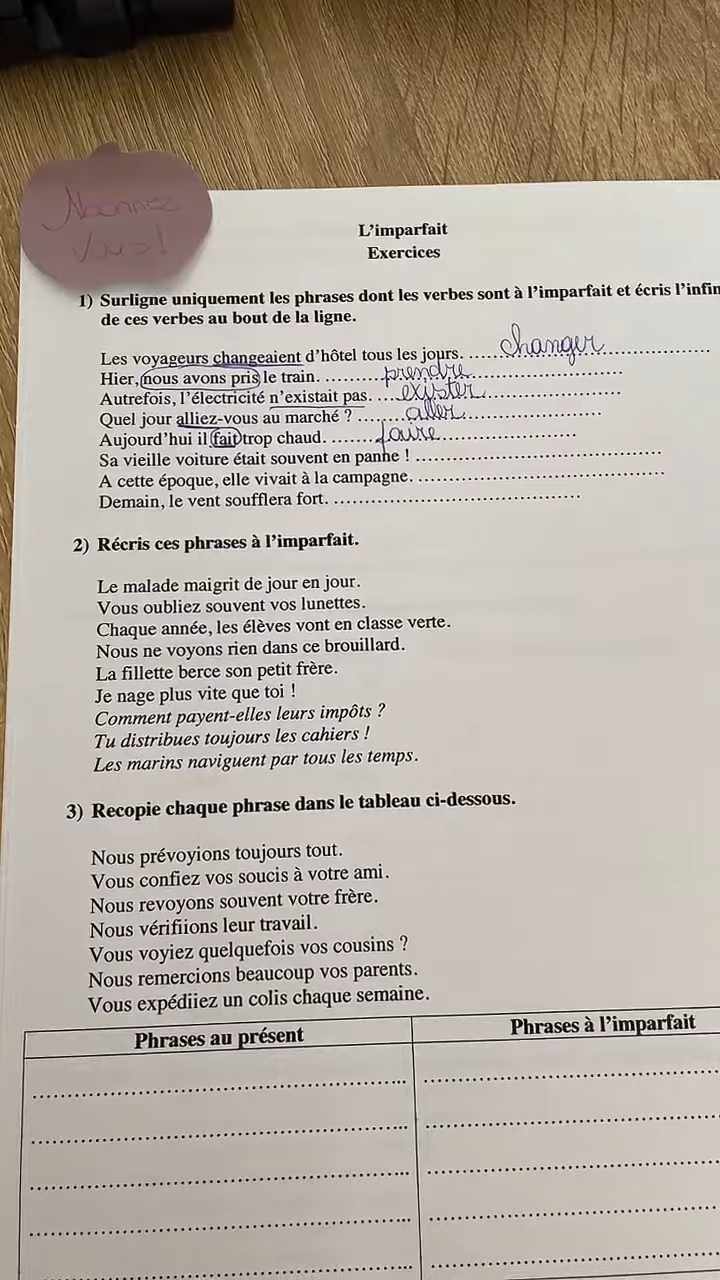 Abonnez
Vous!
L'imparfait
Exercices
1) Surligne uniquement les phrases dont les verbes sont à l'imparfait et écris l'infin
de ces verbes au bout de la ligne.
Les voyageurs changeaient d'hôtel tous les jours. changer
Hier, nous avons pris le train. prendre
Autrefois, l'électricité n'existait pas. exister
Quel jour alliez-vous au marché ? aller
Aujourd'hui il fait trop chaud. faire
Sa vieille voiture était souvent en panne !
A cette époque, elle vivait à la campagne.
Demain, le vent soufflera fort.
2) Récris ces phrases à l'imparfait.
Le malade maigrit de jour en jour.
Vous oubliez souvent vos lunettes.
Chaque année, les élèves vont en classe verte.
Nous ne voyons rien dans ce brouillard.
La fillette berce son petit frère.
Je nage plus vite que toi !
Comment payent-elles leurs impôts ?
Tu distribues toujours les cahiers !
Les marins naviguent par tous les temps.
3) Recopie chaque phrase dans le tableau ci-dessous.
Nous prévoyions toujours tout.
Vous confiez vos soucis à votre ami.
Nous revoyons souvent votre frère.
Nous vérifiions leur travail.
Vous voyiez quelquefois vos cousins ?
Nous remercions beaucoup vos parents.
Vous expédiiez un colis chaque semaine.
Phrases au présent
Phrases à l'imparfait